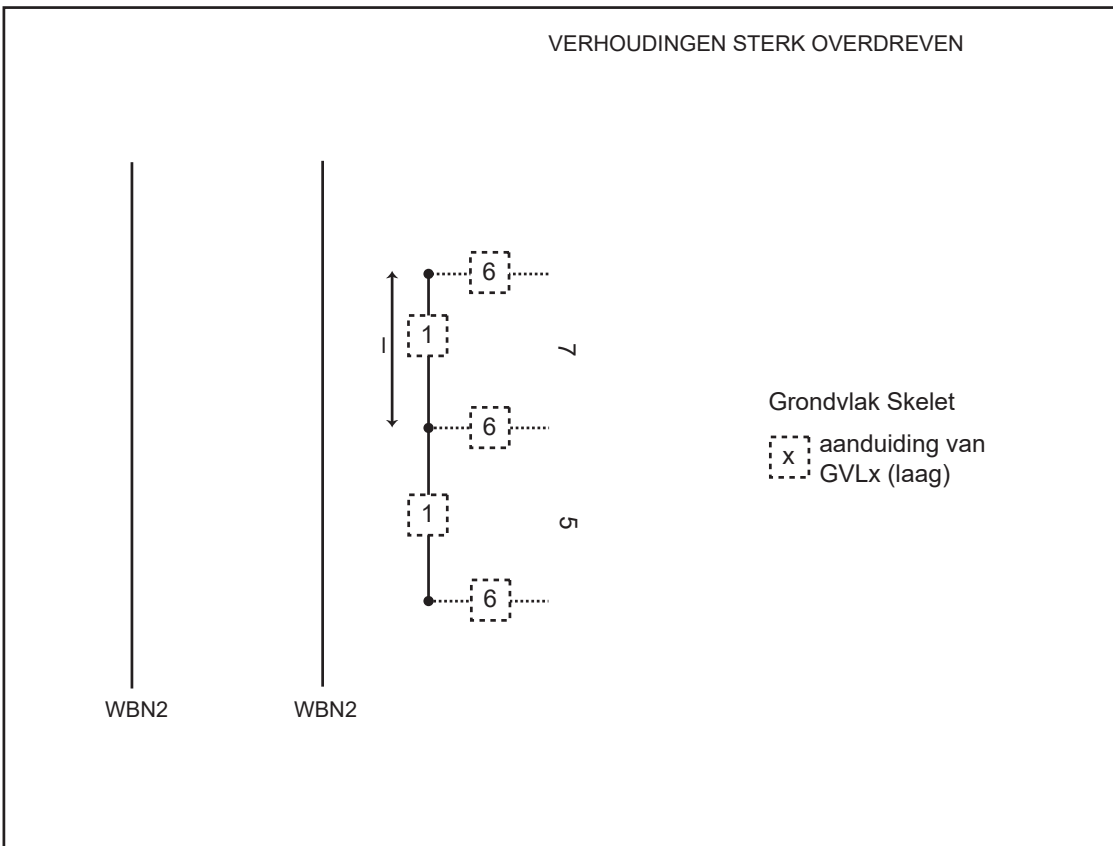 VERHOUDINGEN STERK OVERDREVEN
6
1
7
l
6
Grondvlak Skelet
x aanduiding van
GVLx (laag)
1
5
6
WBN2 WBN2